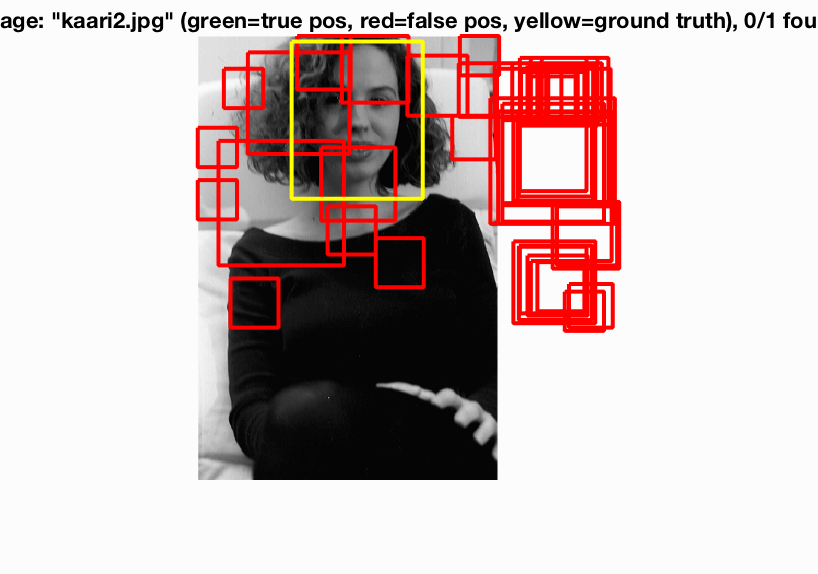 age: "kaari2.jpg" (green=true pos, red=false pos, yellow=ground truth), 0/1 fou